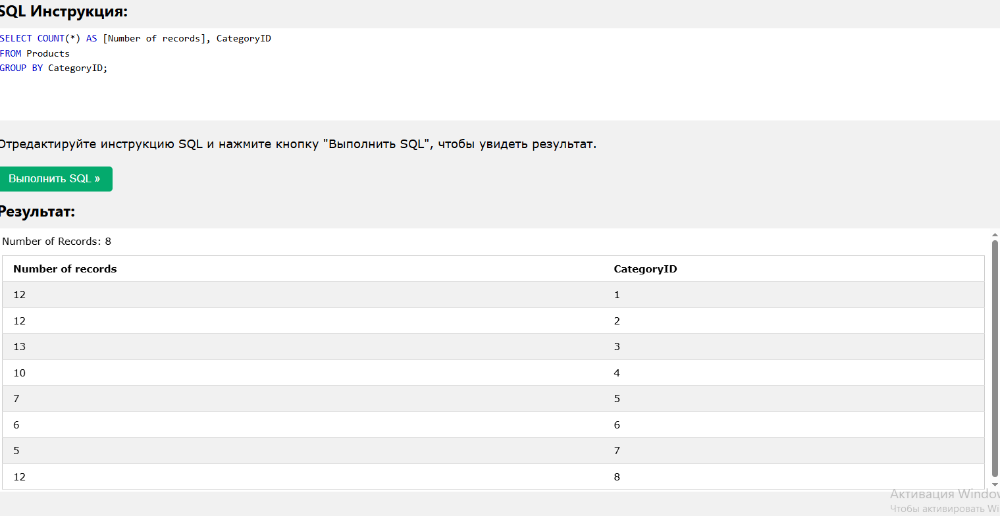 SQL Инструкция:
SELECT COUNT(*) AS [Number of records], CategoryID
FROM Products
GROUP BY CategoryID;
Отредактируйте инструкцию SQL и нажмите кнопку "Выполнить SQL", чтобы увидеть результат.
Выполнить SQL »
Результат:
Number of Records: 8
Number of records CategoryID
12 1
12 2
13 3
10 4
7 5
6 6
5 7
12 8
Активация Window
Чтобы активировать Wi